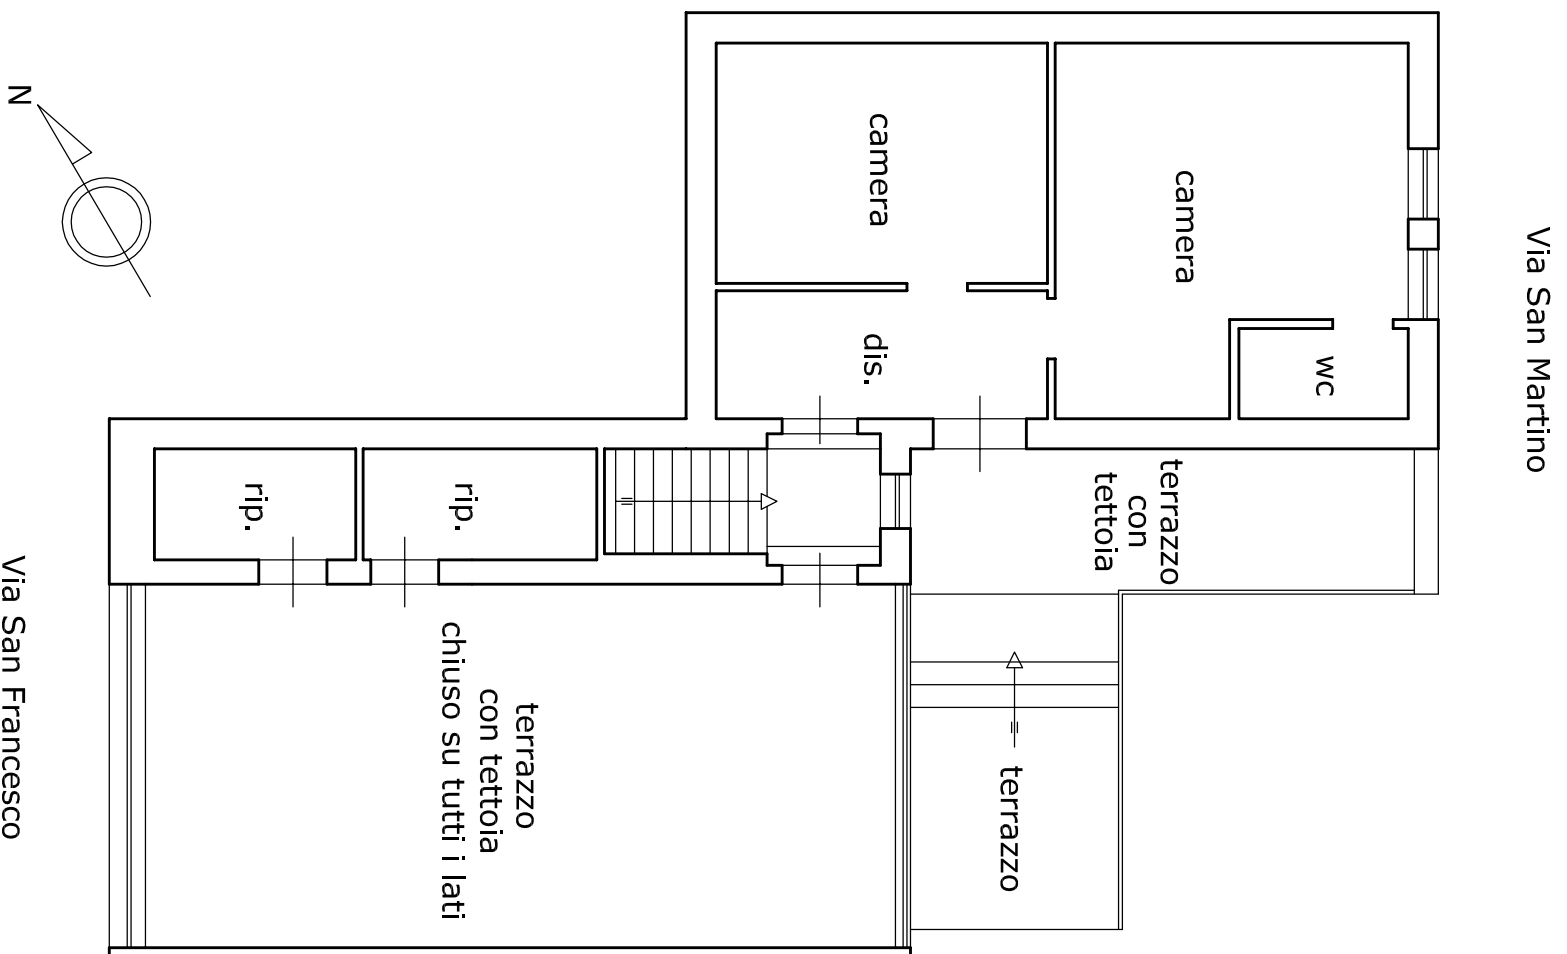 Via San Martino
camera
camera
wc
dis.
terrazzo
con
tettoia
rip.
rip.
terrazzo
con tettoia
chiuso su tutti i lati
terrazzo
Via San Francesco
N